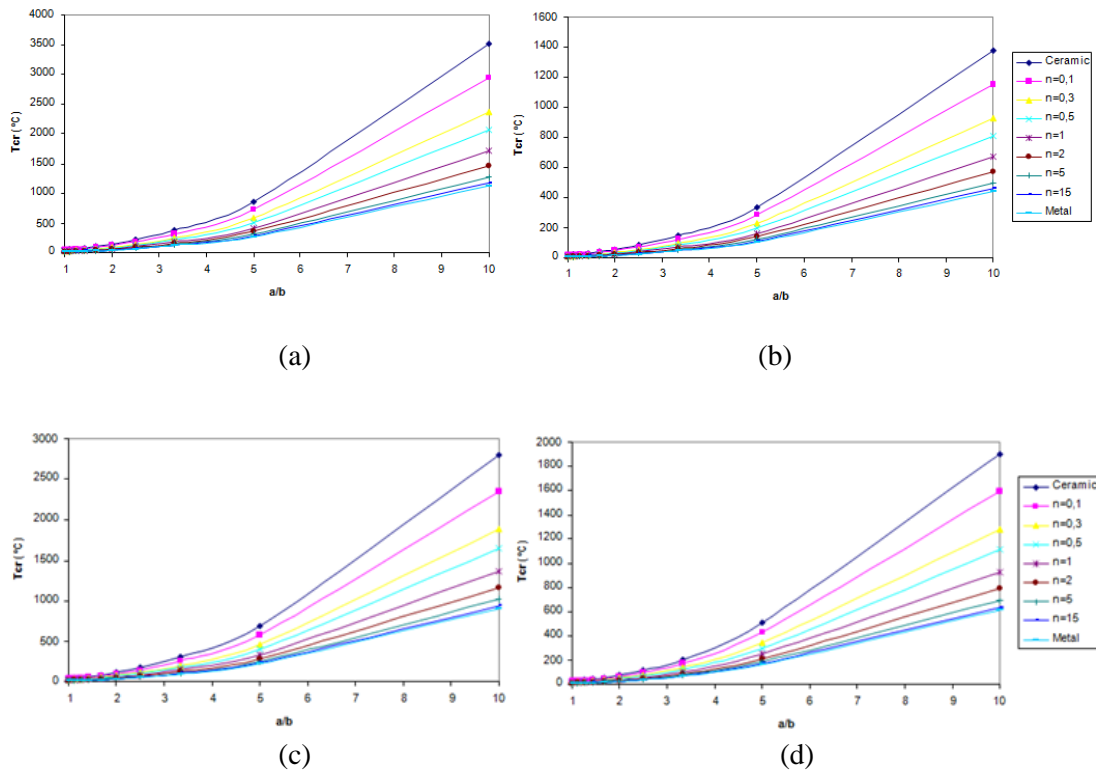 4000
3500
3000
2500
2000
1500
1000
500
0
Tcr (ºC)
1 2 3 4 5 6 7 8 9 10
a/b
(a)
1600
1400
1200
1000
800
600
400
200
0
Tcr (ºC)
1 2 3 4 5 6 7 8 9 10
a/b
(b)
Ceramic
n=0,1
n=0,3
n=0,5
n=1
n=2
n=5
n=15
Metal
3000
2500
2000
1500
1000
500
0
Tcr (ºC)
1 2 3 4 5 6 7 8 9 10
a/b
(c)
2000
1800
1600
1400
1200
1000
800
600
400
200
0
Tcr (ºC)
1 2 3 4 5 6 7 8 9 10
a/b
(d)
Ceramic
n=0,1
n=0,3
n=0,5
n=1
n=2
n=5
n=15
Metal